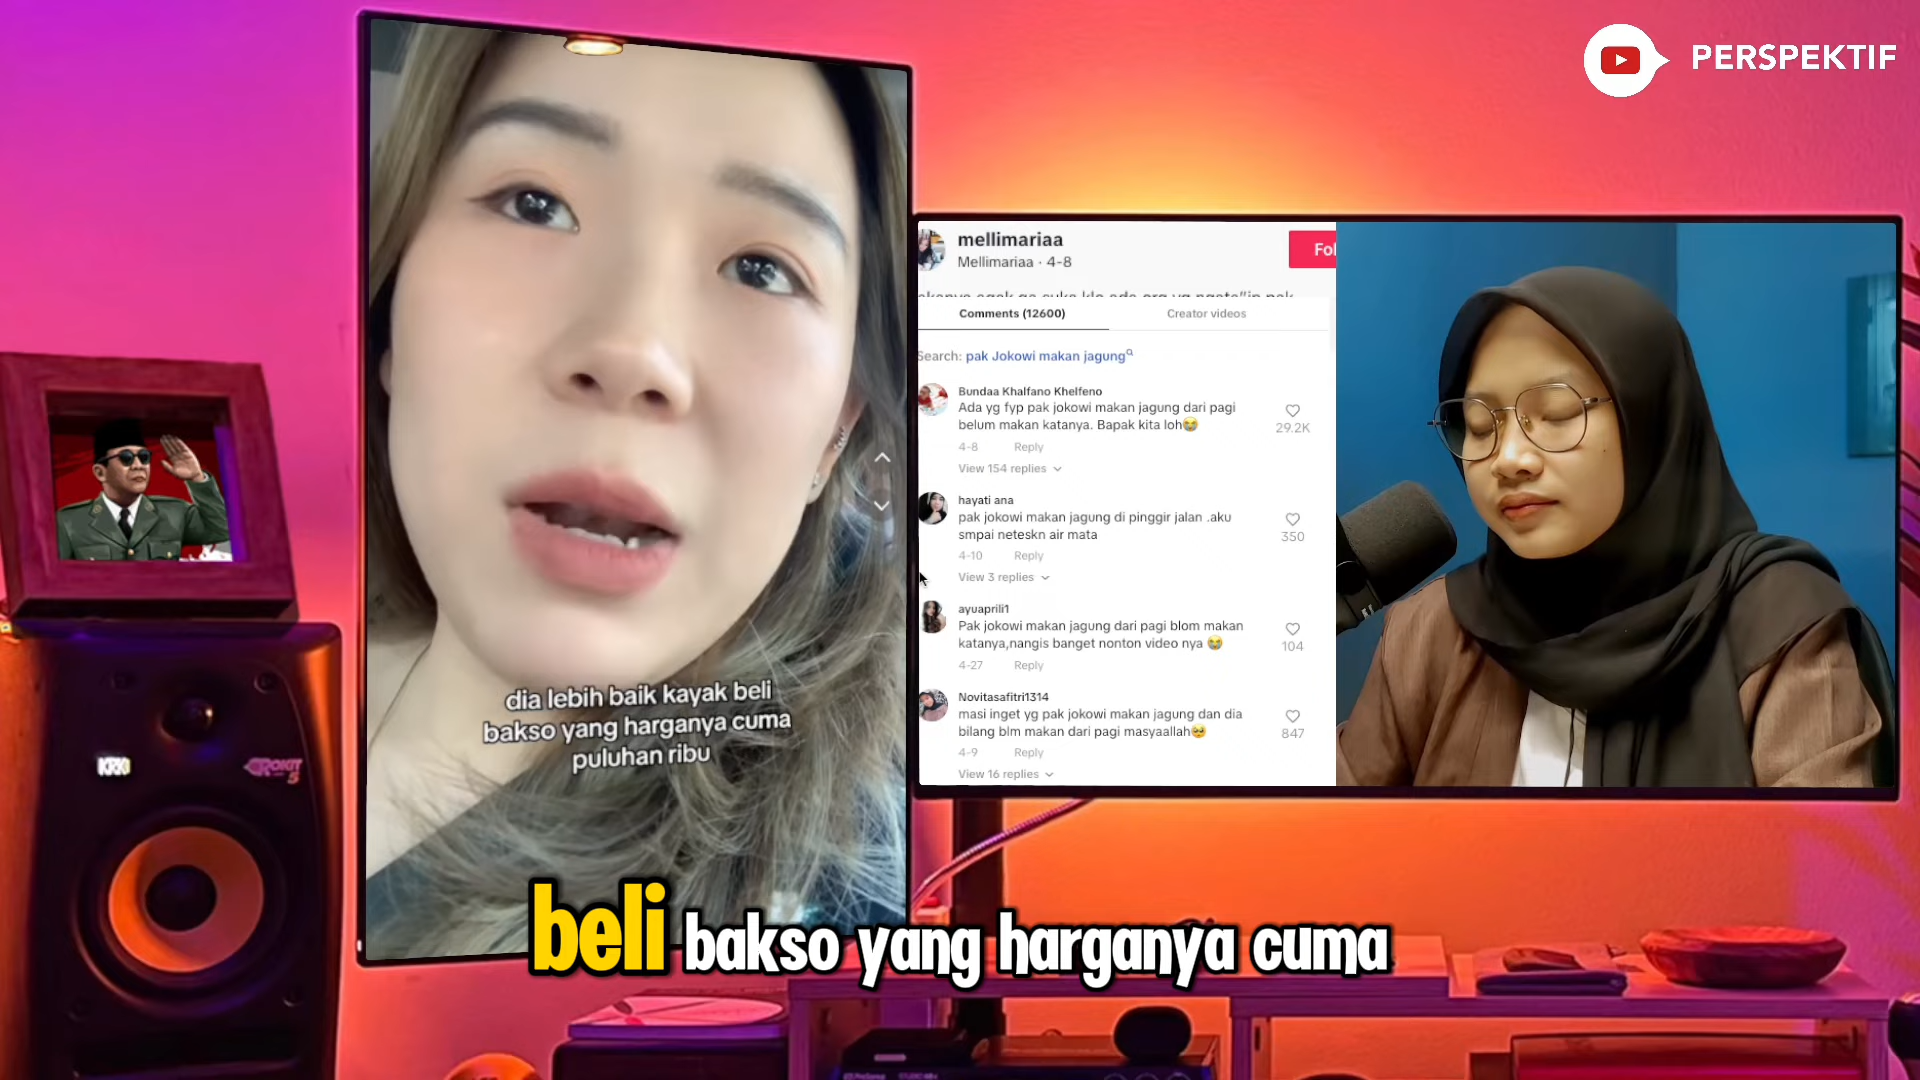 PERSPEKTIF
mellimariaa
Mellimariaa · 4-8
Fol
Comments (12600)
Creator videos
Search: pak Jokowi makan jagung
Bundaa Khalfano Khelfeno
Ada yg fyp pak jokowi makan jagung dari pagi
belum makan katanya. Bapak kita loh😭
29.2K
4-8 Reply
View 154 replies
hayati ana
pak jokowi makan jagung di pinggir jalan .aku
smpai neteskn air mata
350
4-10 Reply
View 3 replies
ayuaprili1
Pak jokowi makan jagung dari pagi blom makan
katanya,nangis banget nonton video nya 😭
104
4-27 Reply
Novitasafitri1314
masi inget yg pak jokowi makan jagung dan dia
bilang blm makan dari pagi masyaallah🥺
847
4-9 Reply
View 16 replies
dia lebih baik kayak beli
bakso yang harganya cuma
puluhan ribu
KRK
ROKIT 5
beli bakso yang harganya cuma